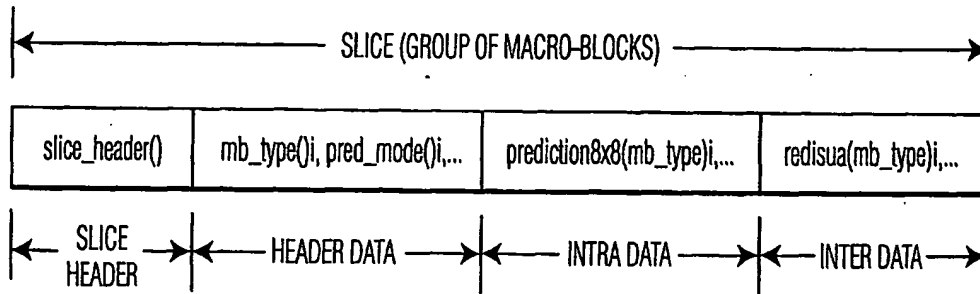 SLICE (GROUP OF MACRO-BLOCKS)
slice_header() mb_type()i, pred_mode()i,... prediction8x8(mb_type)i,... redisua(mb_type)i,...
SLICE HEADER HEADER DATA INTRA DATA INTER DATA